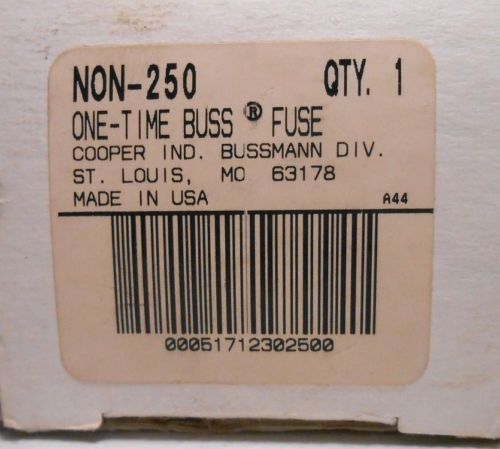 NON-250 QTY. 1
ONE-TIME BUSS ® FUSE
COOPER IND. BUSSMANN DIV.
ST. LOUIS, MO 63178
MADE IN USA A44
00051712302500